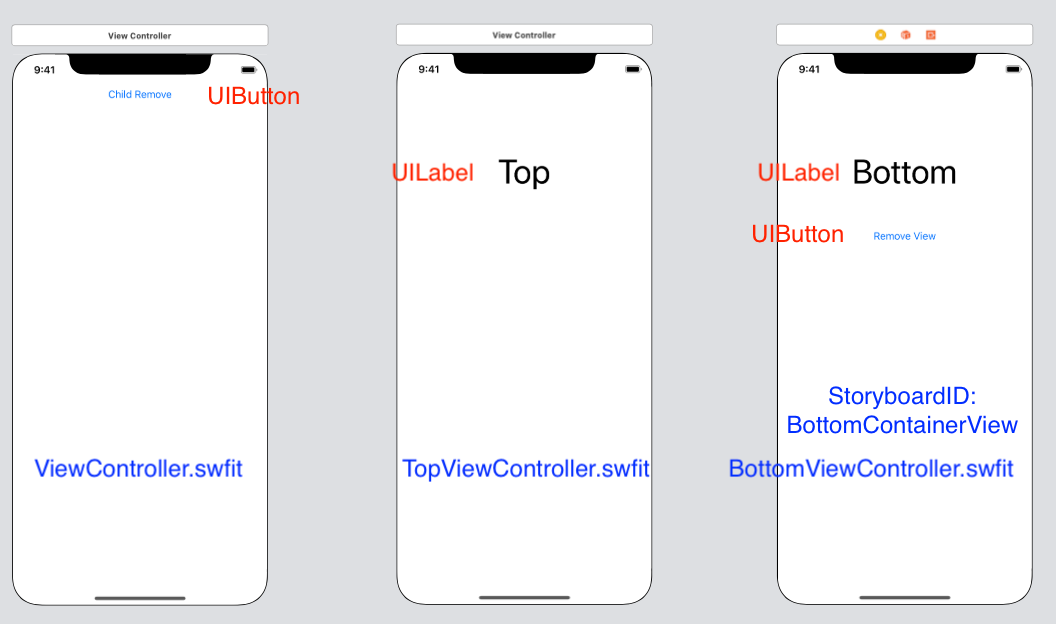 View Controller
9:41
Child Remove
UIButton
ViewController.swfit
View Controller
9:41
UILabel
Top
TopViewController.swfit
9:41
UILabel
Bottom
UIButton
Remove View
StoryboardID:
BottomContainerView
BottomViewController.swfit